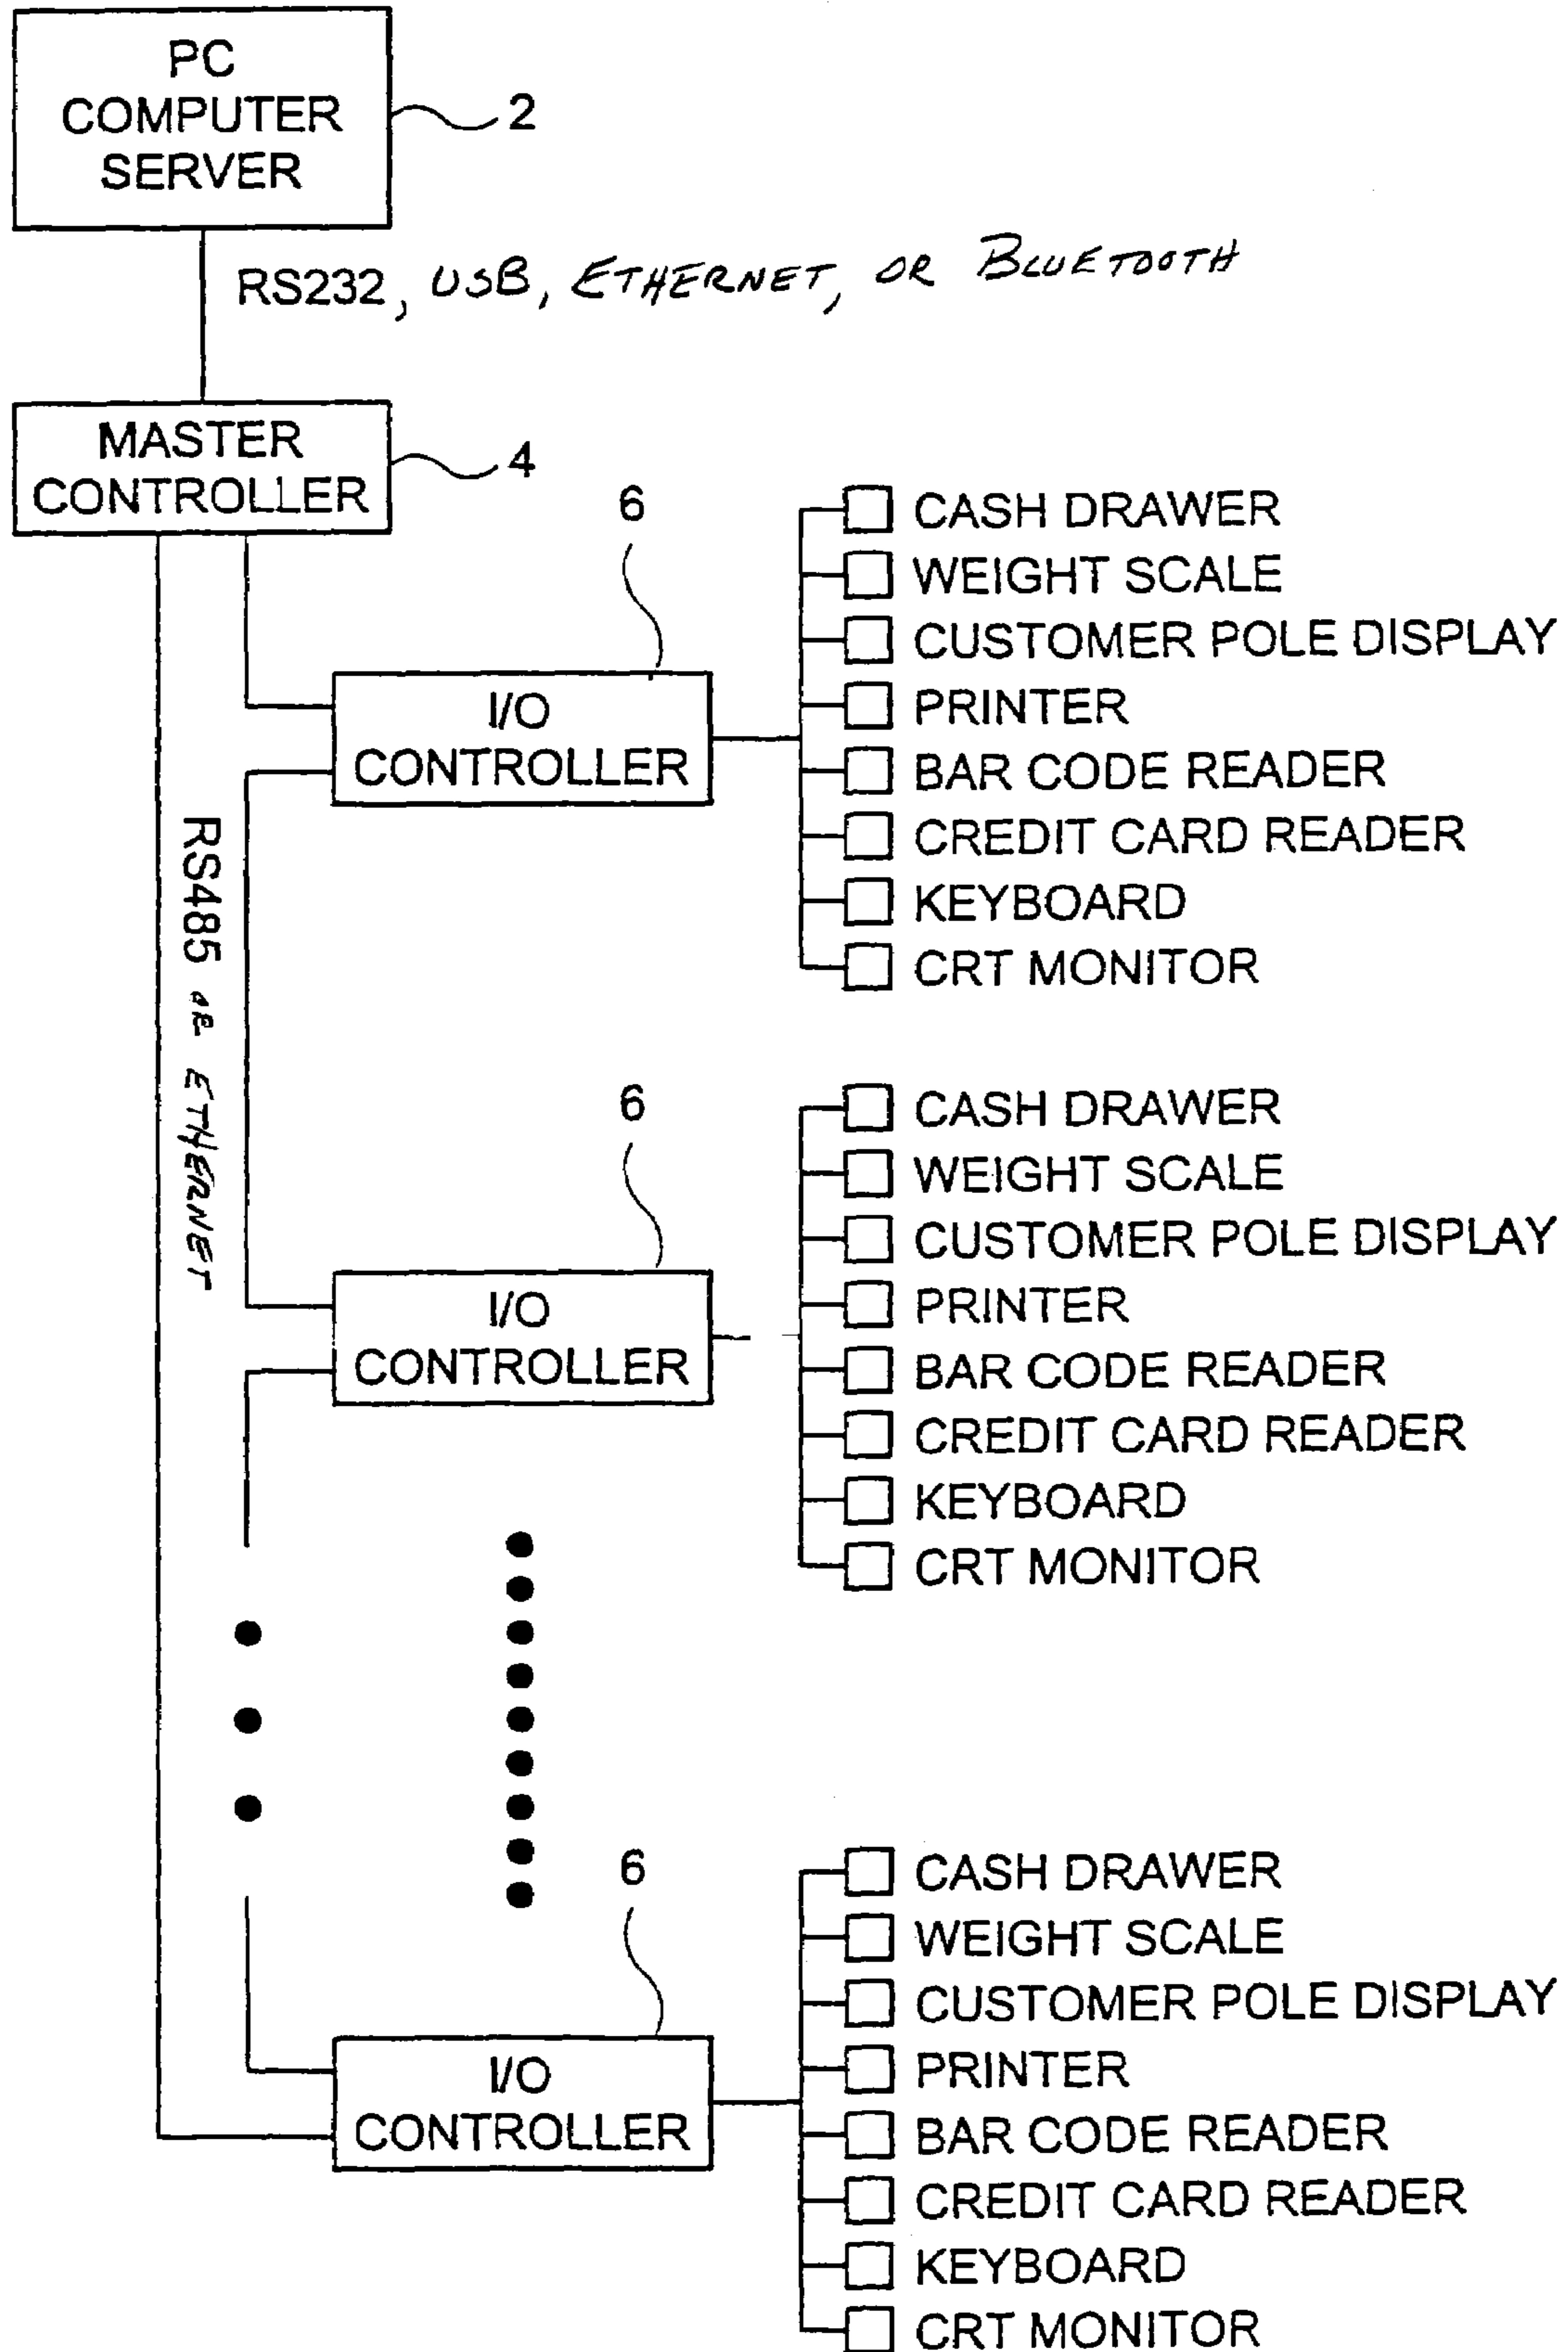 PC
COMPUTER
SERVER
2
RS232, USB, ETHERNET, OR BLUETOOTH
MASTER
CONTROLLER
4
6
I/O
CONTROLLER
CASH DRAWER
WEIGHT SCALE
CUSTOMER POLE DISPLAY
PRINTER
BAR CODE READER
CREDIT CARD READER
KEYBOARD
CRT MONITOR
RS485 OR ETHERNET
6
I/O
CONTROLLER
CASH DRAWER
WEIGHT SCALE
CUSTOMER POLE DISPLAY
PRINTER
BAR CODE READER
CREDIT CARD READER
KEYBOARD
CRT MONITOR
6
I/O
CONTROLLER
CASH DRAWER
WEIGHT SCALE
CUSTOMER POLE DISPLAY
PRINTER
BAR CODE READER
CREDIT CARD READER
KEYBOARD
CRT MONITOR